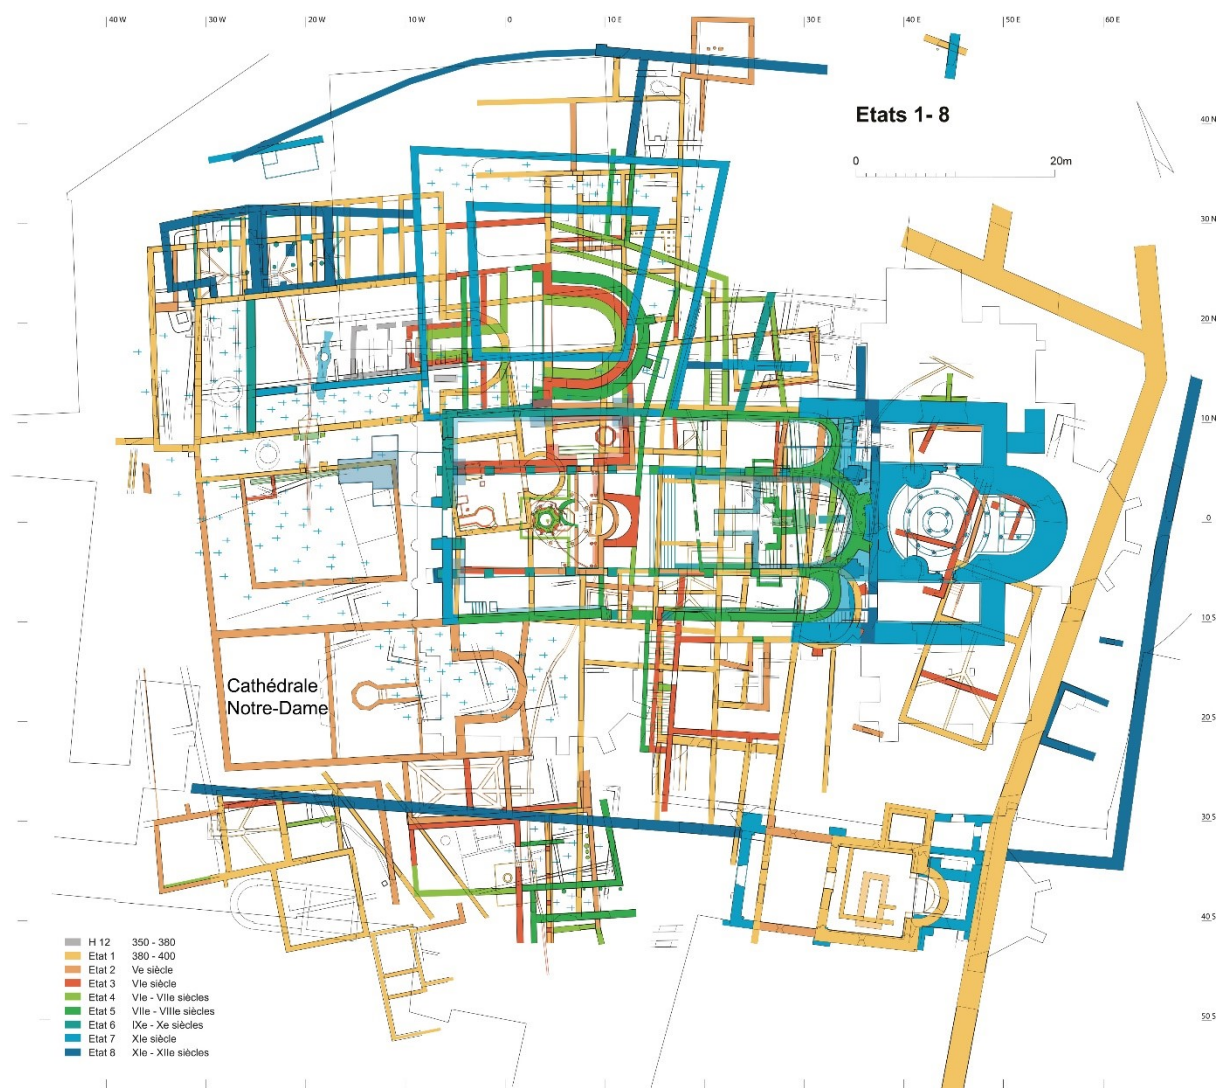 40 W 30 W 20 W 10 W 0 10 E 20 E 30 E 40 E 50 E 60 E
Etats 1- 8
40 N
0 20m
30 N
20 N
10 N
0
10 S
Cathédrale
Notre-Dame
20 S
30 S
40 S
H 12 350 - 380
Etat 1 380 - 400
Etat 2 Ve siècle
Etat 3 VIe siècle
Etat 4 VIe - VIIe siècles
Etat 5 VIIe - VIIIe siècles
Etat 6 IXe - Xe siècles
Etat 7 XIe siècle
Etat 8 XIe - XIIe siècles
50 S